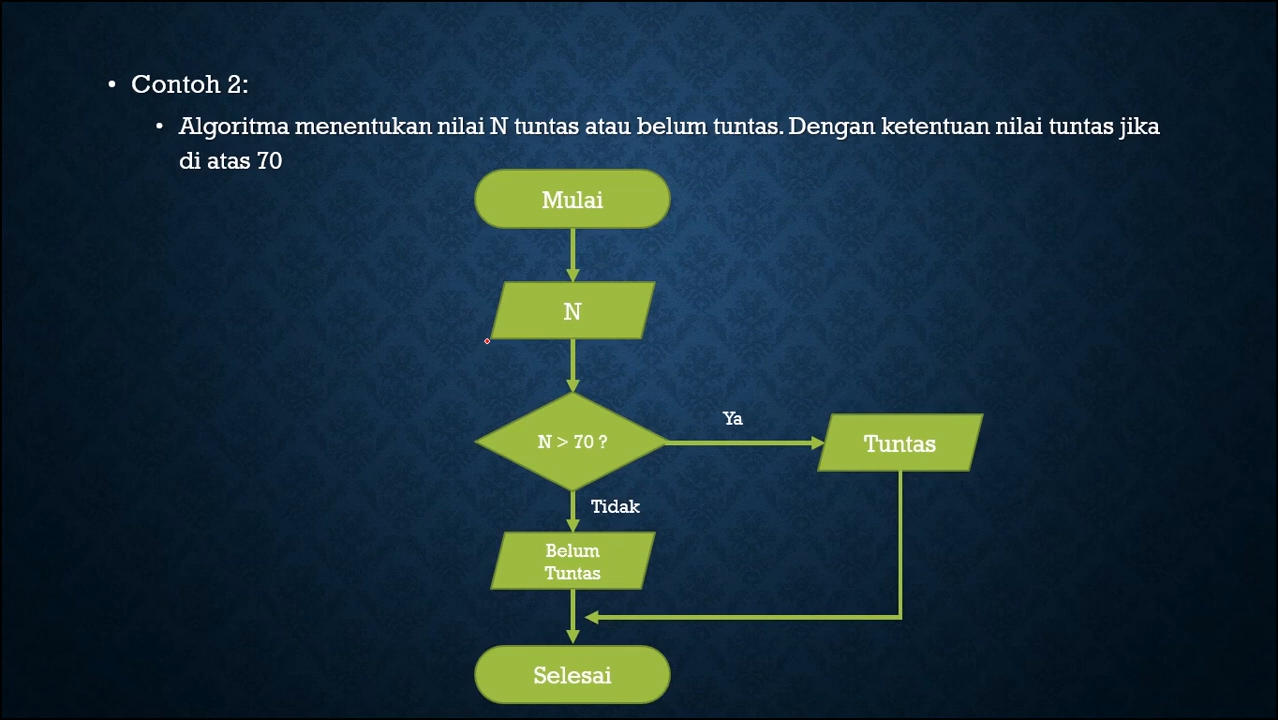 • Contoh 2:
• Algoritma menentukan nilai N tuntas atau belum tuntas. Dengan ketentuan nilai tuntas jika
di atas 70
Mulai
N
N > 70 ?
Ya
Tuntas
Tidak
Belum
Tuntas
Selesai